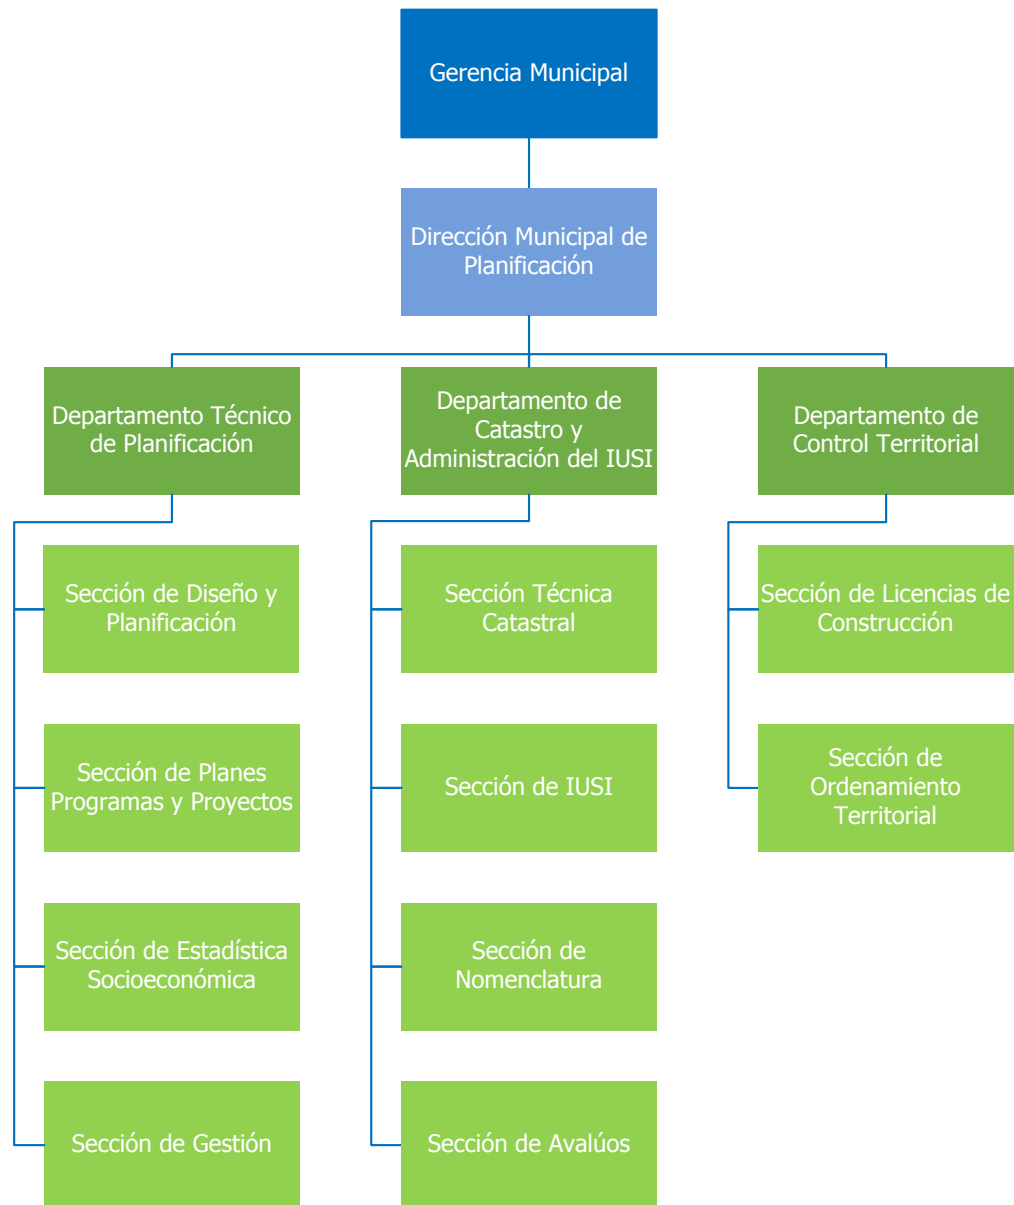 Gerencia Municipal
Dirección Municipal de
Planificación
Departamento Técnico
de Planificación
Departamento de
Catastro y
Administración del IUSI
Departamento de
Control Territorial
Sección de Diseño y
Planificación
Sección Técnica
Catastral
Sección de Licencias de
Construcción
Sección de Planes
Programas y Proyectos
Sección de IUSI
Sección de
Ordenamiento
Territorial
Sección de Estadística
Socioeconómica
Sección de
Nomenclatura
Sección de Gestión
Sección de Avalúos